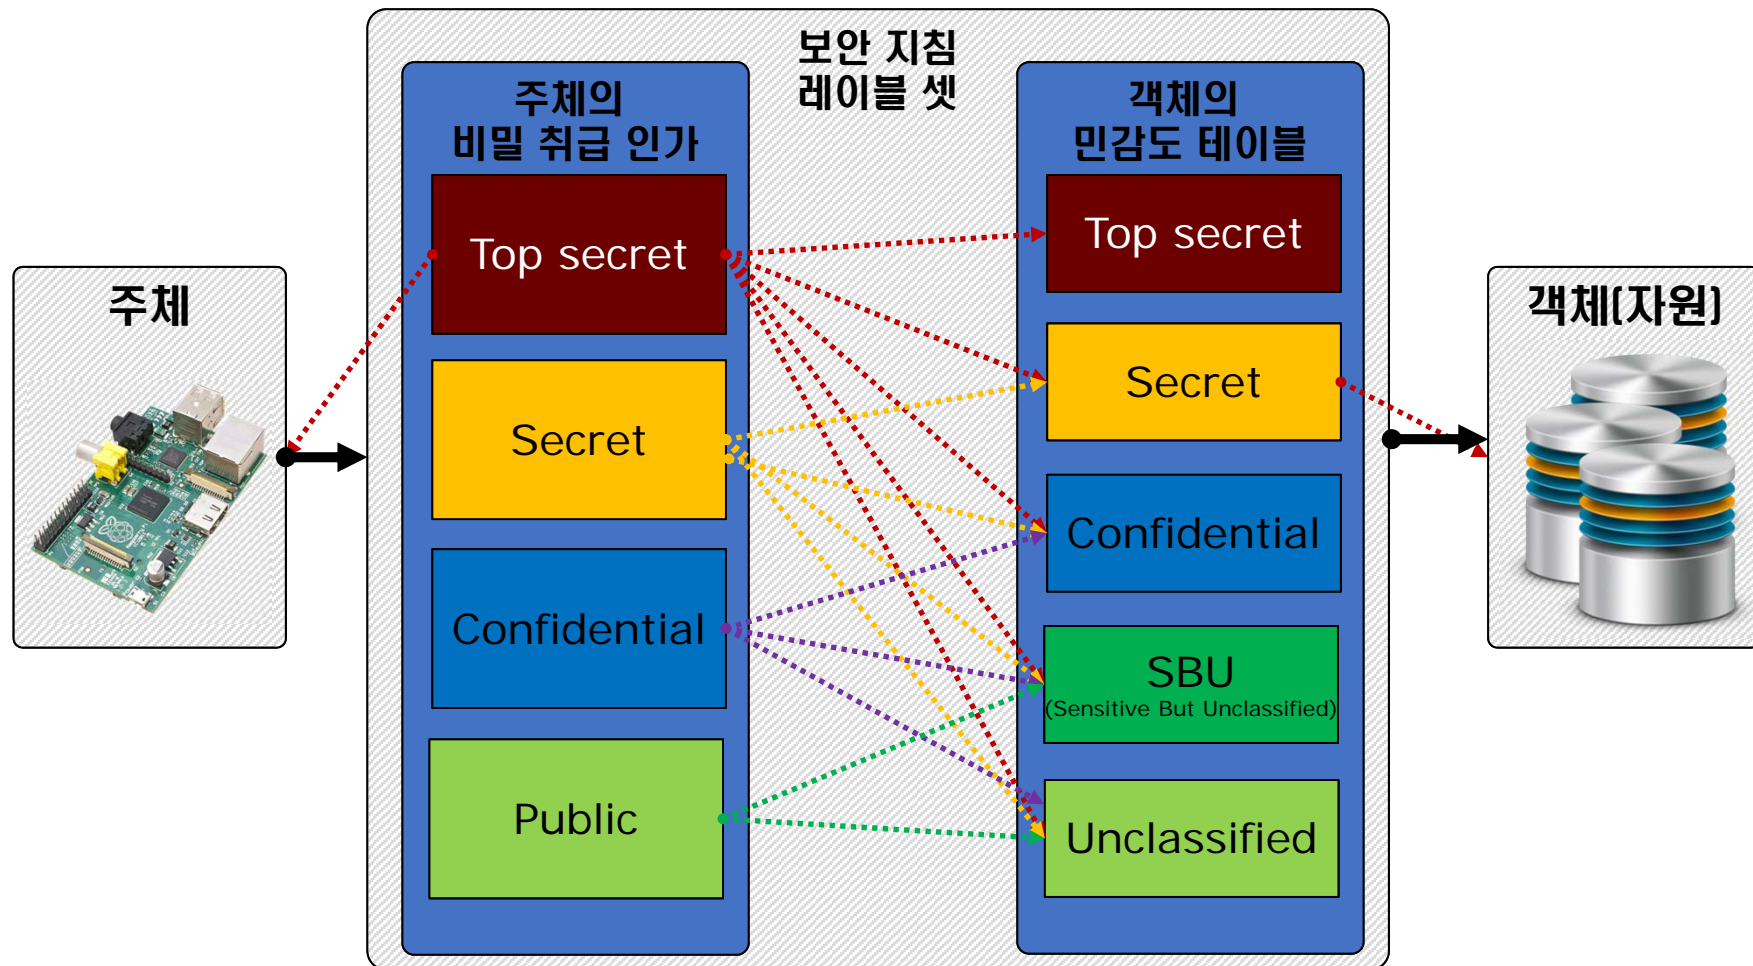 보안 지침
레이블 셋
주체의
비밀 취급 인가
객체의
민감도 테이블
Top secret
Top secret
주체
객체(자원)
Secret
Secret
Confidential
Confidential
SBU
(Sensitive But Unclassified)
Public
Unclassified